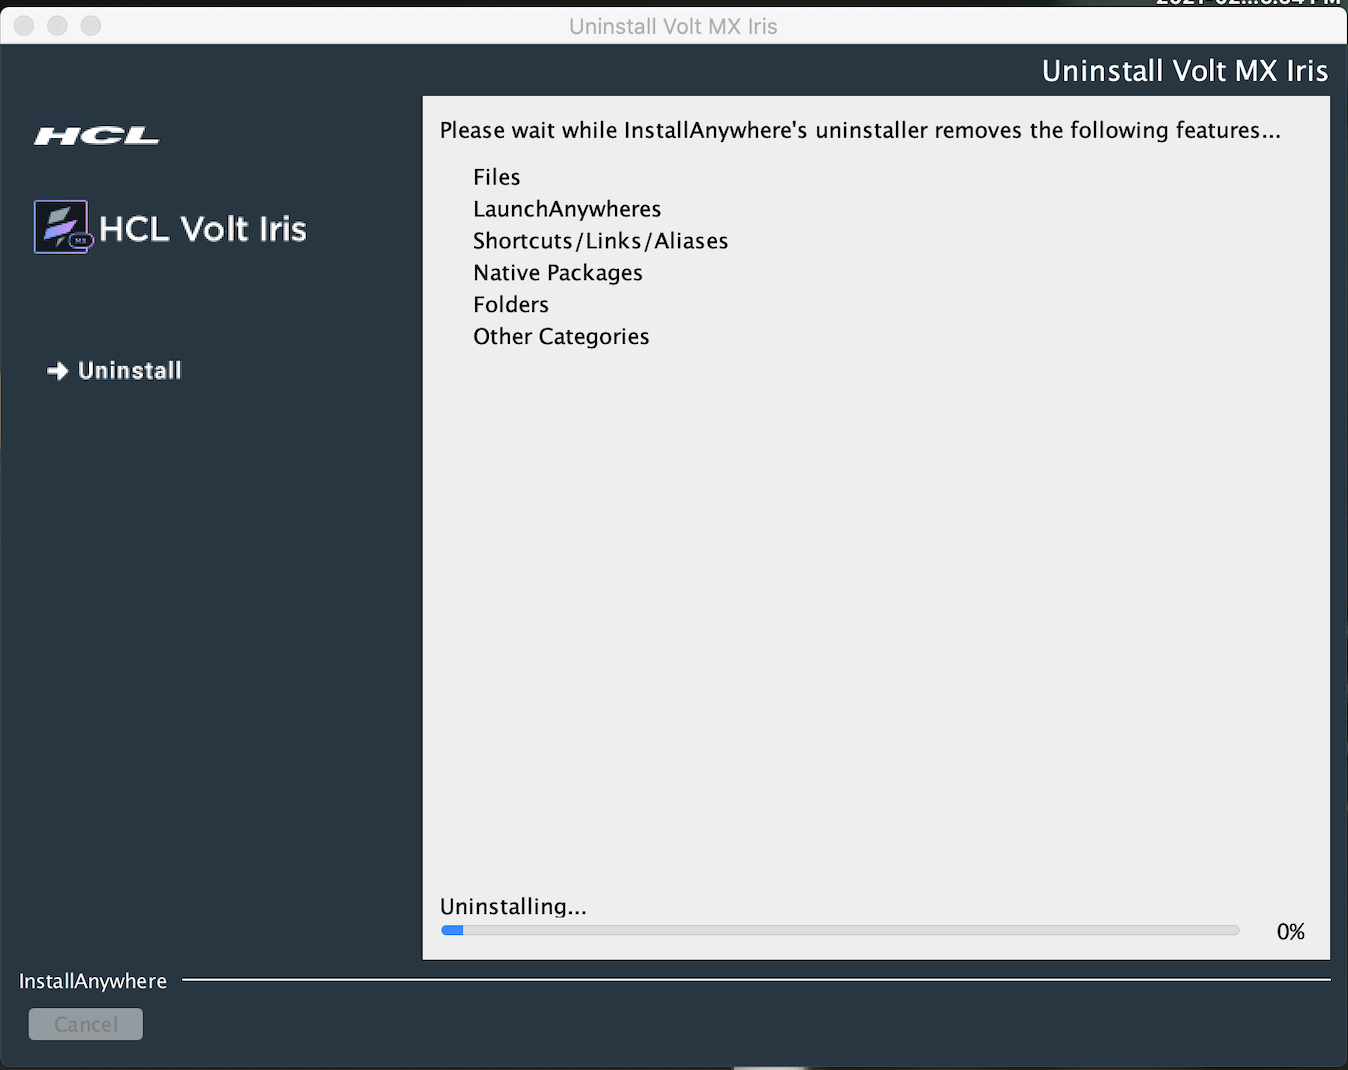 Uninstall Volt MX Iris
Uninstall Volt MX Iris
HCL
HCL Volt Iris
MX
Uninstall
Please wait while InstallAnywhere's uninstaller removes the following features...
Files
LaunchAnywheres
Shortcuts/Links/Aliases
Native Packages
Folders
Other Categories
Uninstalling...
0%
InstallAnywhere
Cancel